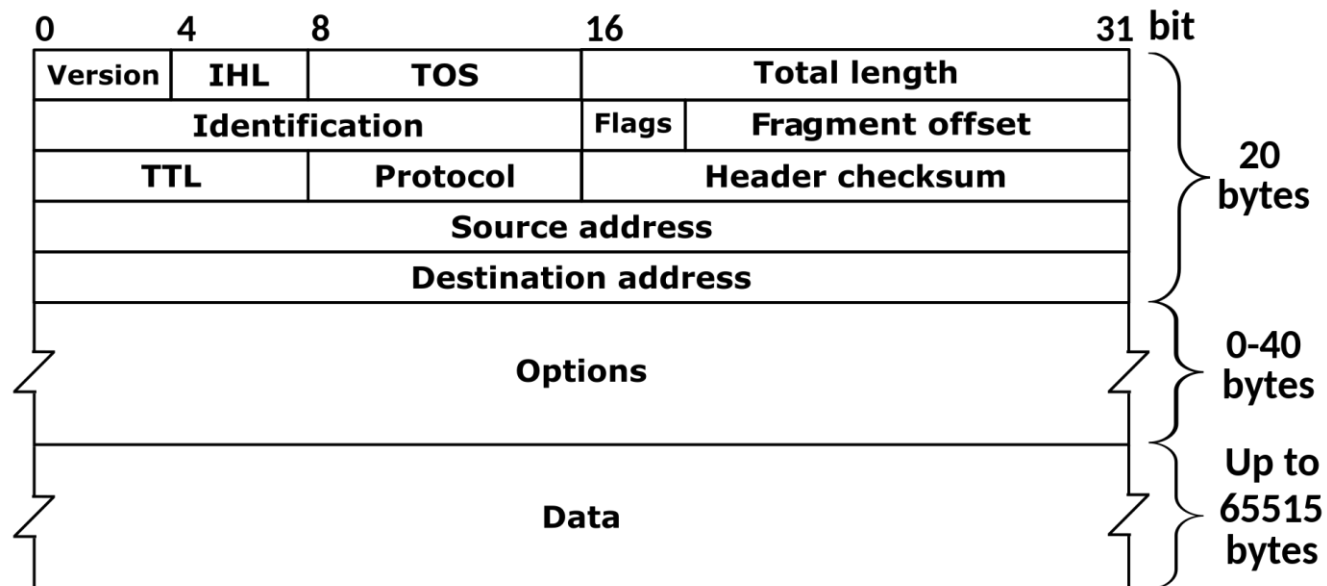 0 4 8 16 31 bit
Version IHL TOS Total length
Identification Flags Fragment offset
TTL Protocol Header checksum
20
bytes
Source address
Destination address
Options
0-40
bytes
Data
Up to
65515
bytes